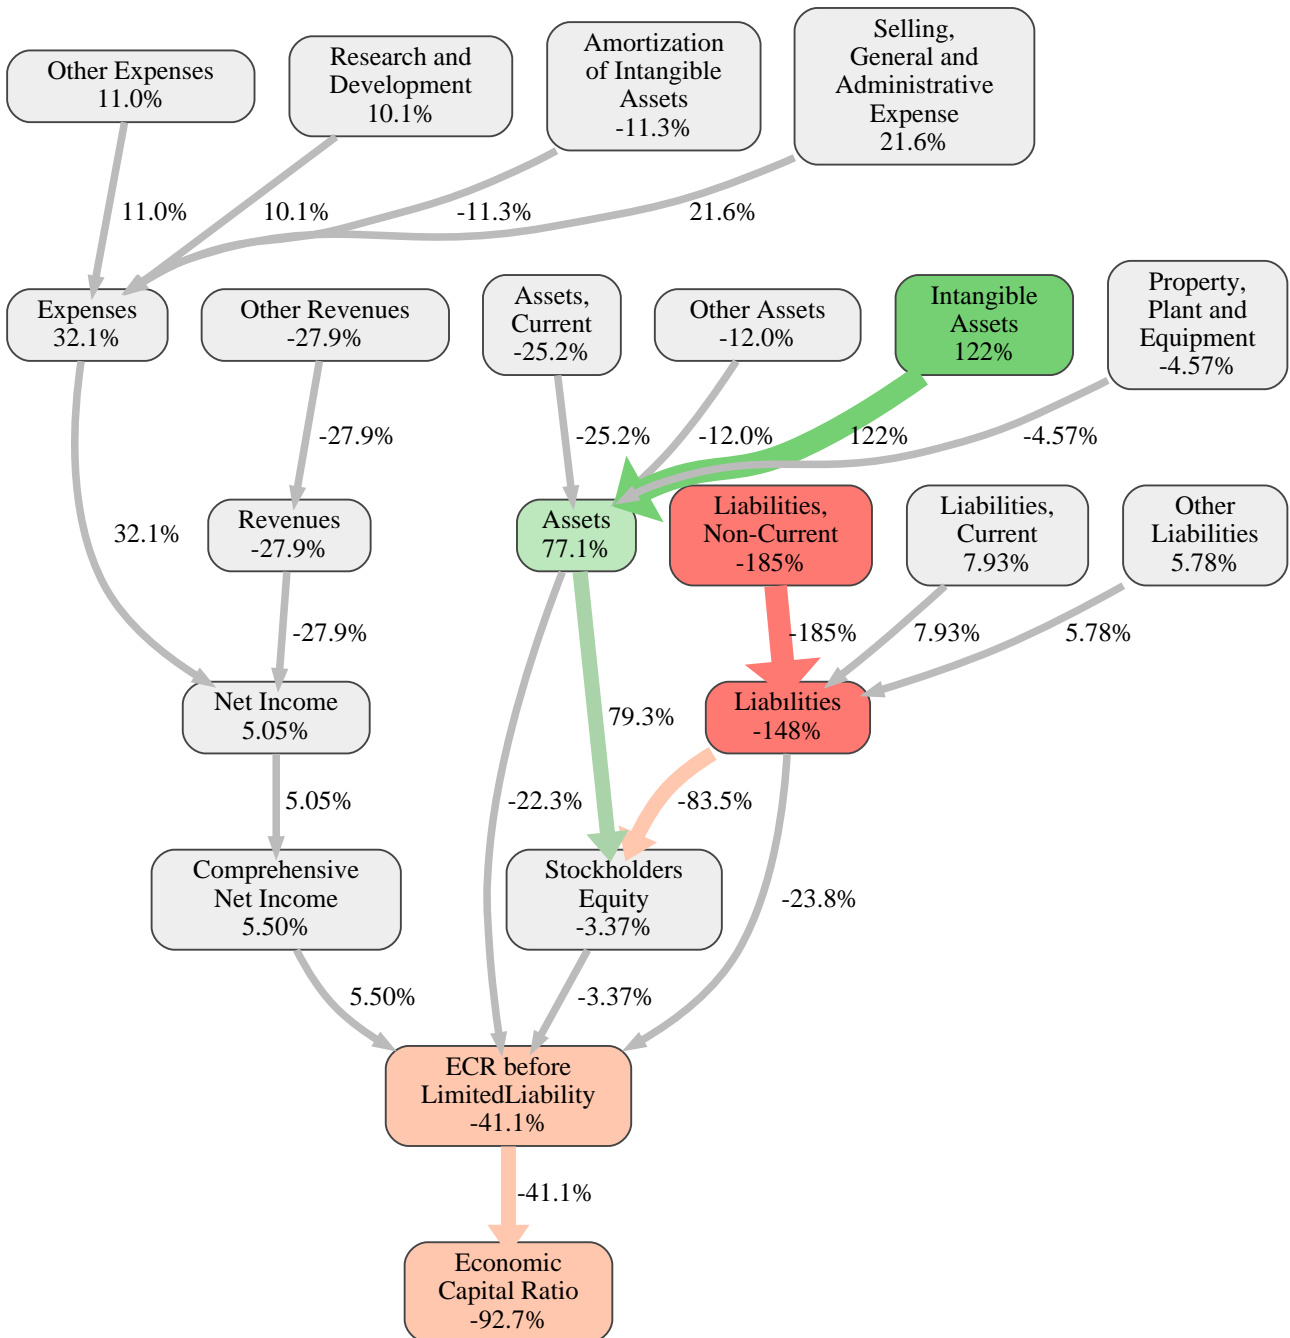 Other Expenses
11.0%
Research and
Development
10.1%
Amortization
of Intangible
Assets
-11.3%
Selling,
General and
Administrative
Expense
21.6%
11.0%
10.1%
-11.3%
21.6%
Expenses
32.1%
Other Revenues
-27.9%
Assets,
Current
-25.2%
Other Assets
-12.0%
Intangible
Assets
122%
Property,
Plant and
Equipment
-4.57%
-27.9%
-25.2%
-12.0%
122%
-4.57%
Revenues
-27.9%
Assets
77.1%
Liabilities,
Non-Current
-185%
Liabilities,
Current
7.93%
Other
Liabilities
5.78%
32.1%
-27.9%
-185%
7.93%
5.78%
Net Income
5.05%
79.3%
Liabilities
-148%
5.05%
-22.3%
-83.5%
Comprehensive
Net Income
5.50%
Stockholders
Equity
-3.37%
-23.8%
5.50%
-3.37%
ECR before
LimitedLiability
-41.1%
-41.1%
Economic
Capital Ratio
-92.7%